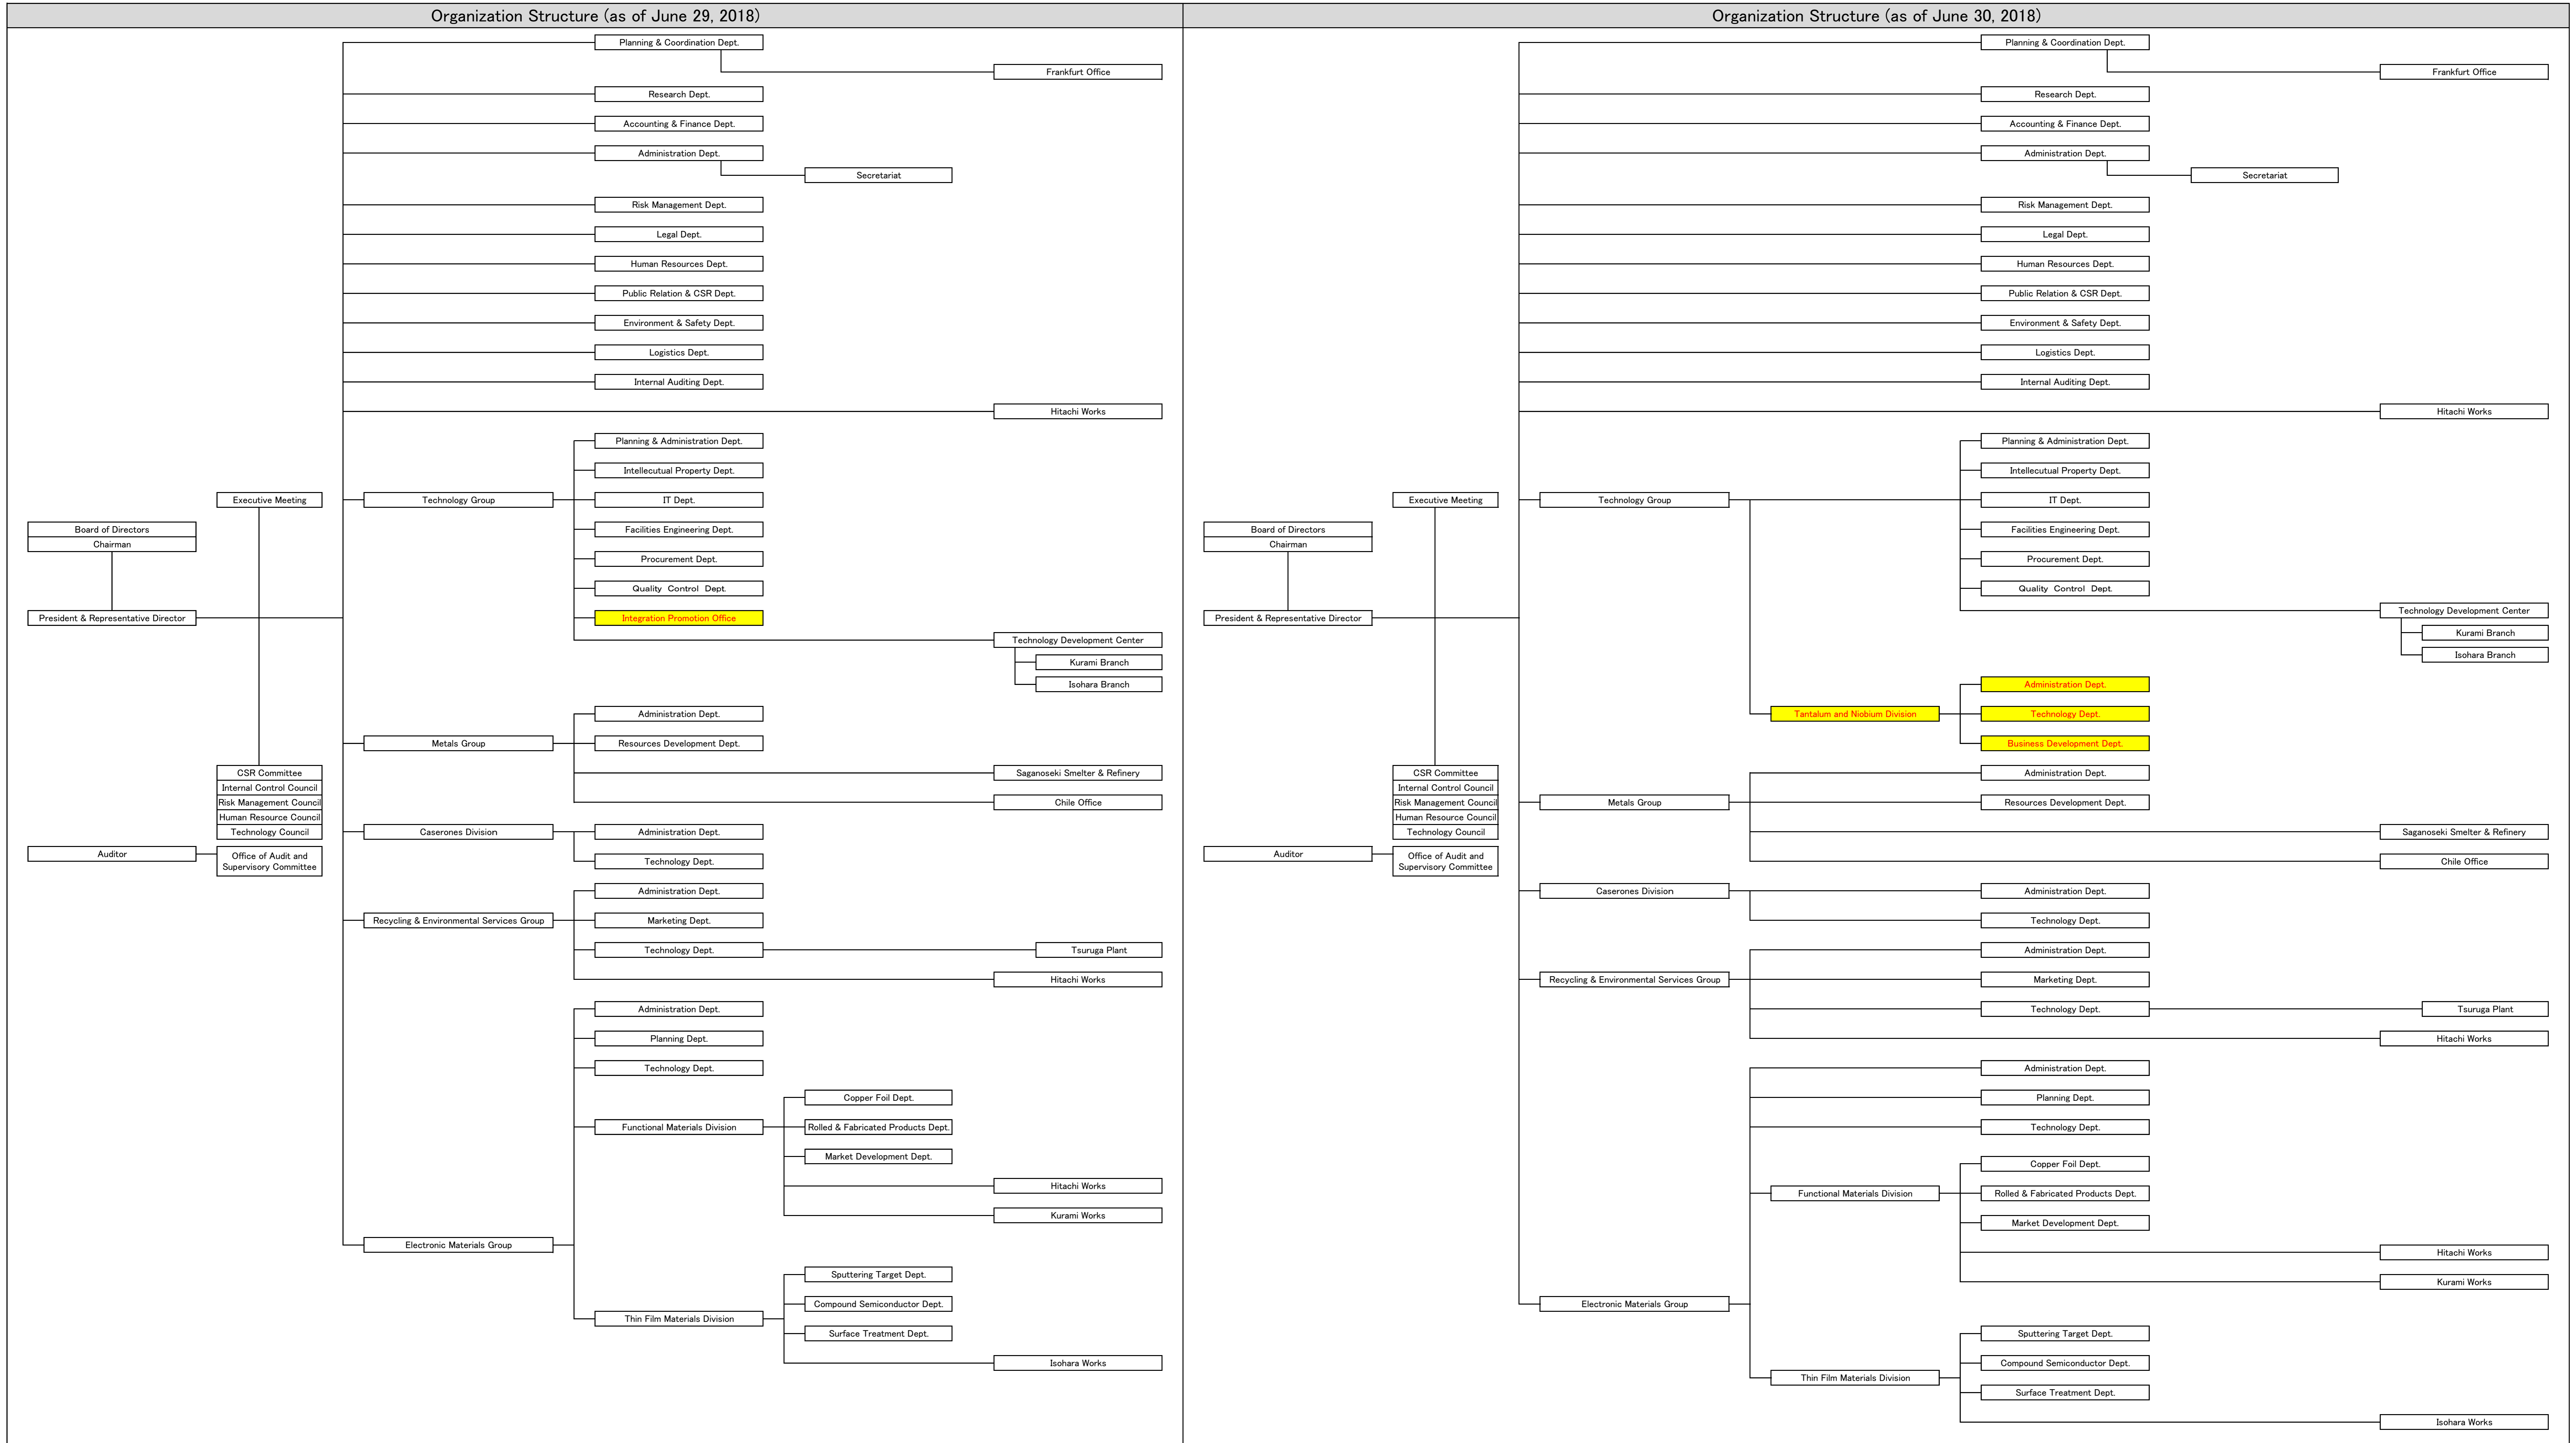 Organization Structure (as of June 29, 2018)
Planning & Coordination Dept.
Frankfurt Office
Research Dept.
Accounting & Finance Dept.
Administration Dept.
Secretariat
Risk Management Dept.
Legal Dept.
Human Resources Dept.
Public Relation & CSR Dept.
Environment & Safety Dept.
Logistics Dept.
Internal Auditing Dept.
Hitachi Works
Planning & Administration Dept.
Intellecutual Property Dept.
Executive Meeting
Technology Group
IT Dept.
Board of Directors
Facilities Engineering Dept.
Chairman
Procurement Dept.
Quality Control Dept.
President & Representative Director
Integration Promotion Office
Technology Development Center
Kurami Branch
Isohara Branch
Administration Dept.
Metals Group
Resources Development Dept.
CSR Committee
Saganoseki Smelter & Refinery
Internal Control Council
Risk Management Council
Chile Office
Human Resource Council
Technology Council
Caserones Division
Administration Dept.
Auditor
Office of Audit and
Supervisory Committee
Technology Dept.
Administration Dept.
Recycling & Environmental Services Group
Marketing Dept.
Technology Dept.
Tsuruga Plant
Hitachi Works
Administration Dept.
Planning Dept.
Technology Dept.
Copper Foil Dept.
Functional Materials Division
Rolled & Fabricated Products Dept.
Market Development Dept.
Hitachi Works
Kurami Works
Electronic Materials Group
Sputtering Target Dept.
Compound Semiconductor Dept.
Thin Film Materials Division
Surface Treatment Dept.
Isohara Works
Organization Structure (as of June 30, 2018)
Planning & Coordination Dept.
Frankfurt Office
Research Dept.
Accounting & Finance Dept.
Administration Dept.
Secretariat
Risk Management Dept.
Legal Dept.
Human Resources Dept.
Public Relation & CSR Dept.
Environment & Safety Dept.
Logistics Dept.
Internal Auditing Dept.
Hitachi Works
Planning & Administration Dept.
Intellecutual Property Dept.
Executive Meeting
Technology Group
IT Dept.
Board of Directors
Facilities Engineering Dept.
Chairman
Procurement Dept.
Quality Control Dept.
President & Representative Director
Technology Development Center
Kurami Branch
Isohara Branch
Administration Dept.
Tantalum and Niobium Division
Technology Dept.
Business Development Dept.
CSR Committee
Administration Dept.
Internal Control Council
Risk Management Council
Metals Group
Resources Development Dept.
Human Resource Council
Technology Council
Saganoseki Smelter & Refinery
Auditor
Office of Audit and
Supervisory Committee
Chile Office
Caserones Division
Administration Dept.
Technology Dept.
Administration Dept.
Recycling & Environmental Services Group
Marketing Dept.
Technology Dept.
Tsuruga Plant
Hitachi Works
Administration Dept.
Planning Dept.
Technology Dept.
Copper Foil Dept.
Functional Materials Division
Rolled & Fabricated Products Dept.
Market Development Dept.
Hitachi Works
Kurami Works
Electronic Materials Group
Sputtering Target Dept.
Compound Semiconductor Dept.
Thin Film Materials Division
Surface Treatment Dept.
Isohara Works